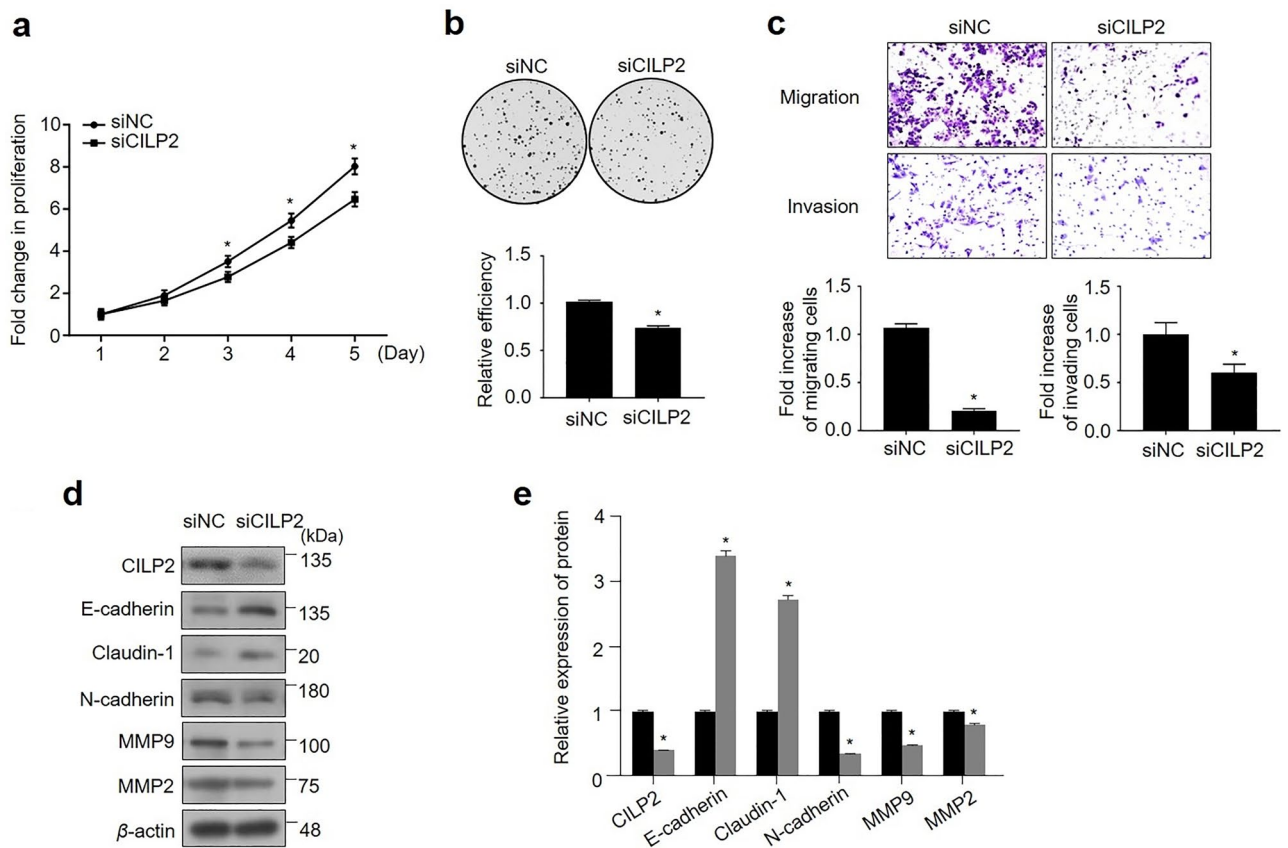 a
siNC
siCILP2
Fold change in proliferation
10
8
6
4
2
0
*
*
*
1 2 3 4 5 (Day)
b
siNC siCILP2
Relative efficiency
1.5
1.0
0.5
0.0
*
siNC siCILP2
c
siNC siCILP2
Migration
Invasion
Fold increase
of migrating cells
1.5
1.0
0.5
0.0
*
siNC siCILP2
Fold increase
of invading cells
1.5
1.0
0.5
0.0
*
siNC siCILP2
d
siNC siCILP2
(kDa)
CILP2 135
E-cadherin 135
Claudin-1 20
N-cadherin 180
MMP9 100
MMP2 75
β-actin 48
e
Relative expression of protein
4
3
2
1
0
*
*
*
*
*
*
CILP2
E-cadherin
Claudin-1
N-cadherin
MMP9
MMP2